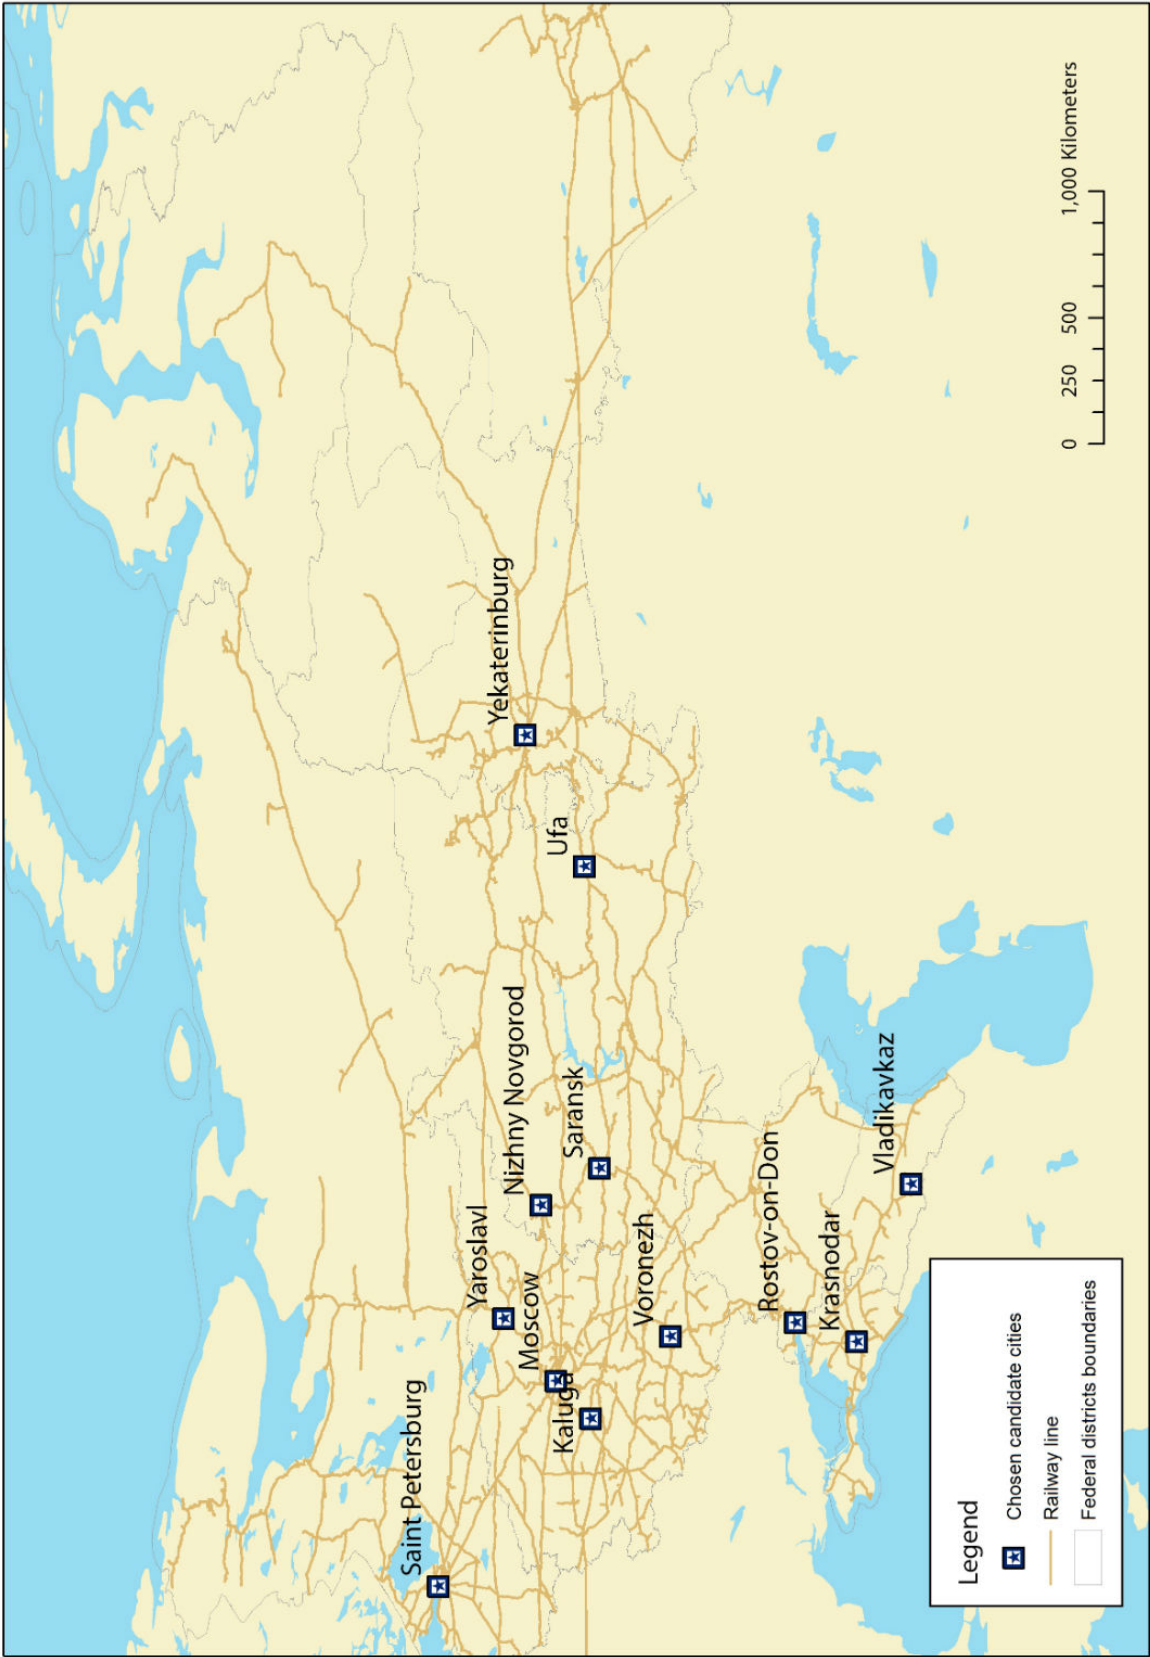 Yekaterinburg
Ufa
Nizhny Novgorod
Saransk
Yaroslavl
Moscow
Kaluga
Saint Petersburg
Voronezh
Rostov-on-Don
Krasnodar
Vladikavkaz
Legend
Chosen candidate cities
Railway line
Federal districts boundaries
0 250 500 1,000 Kilometers